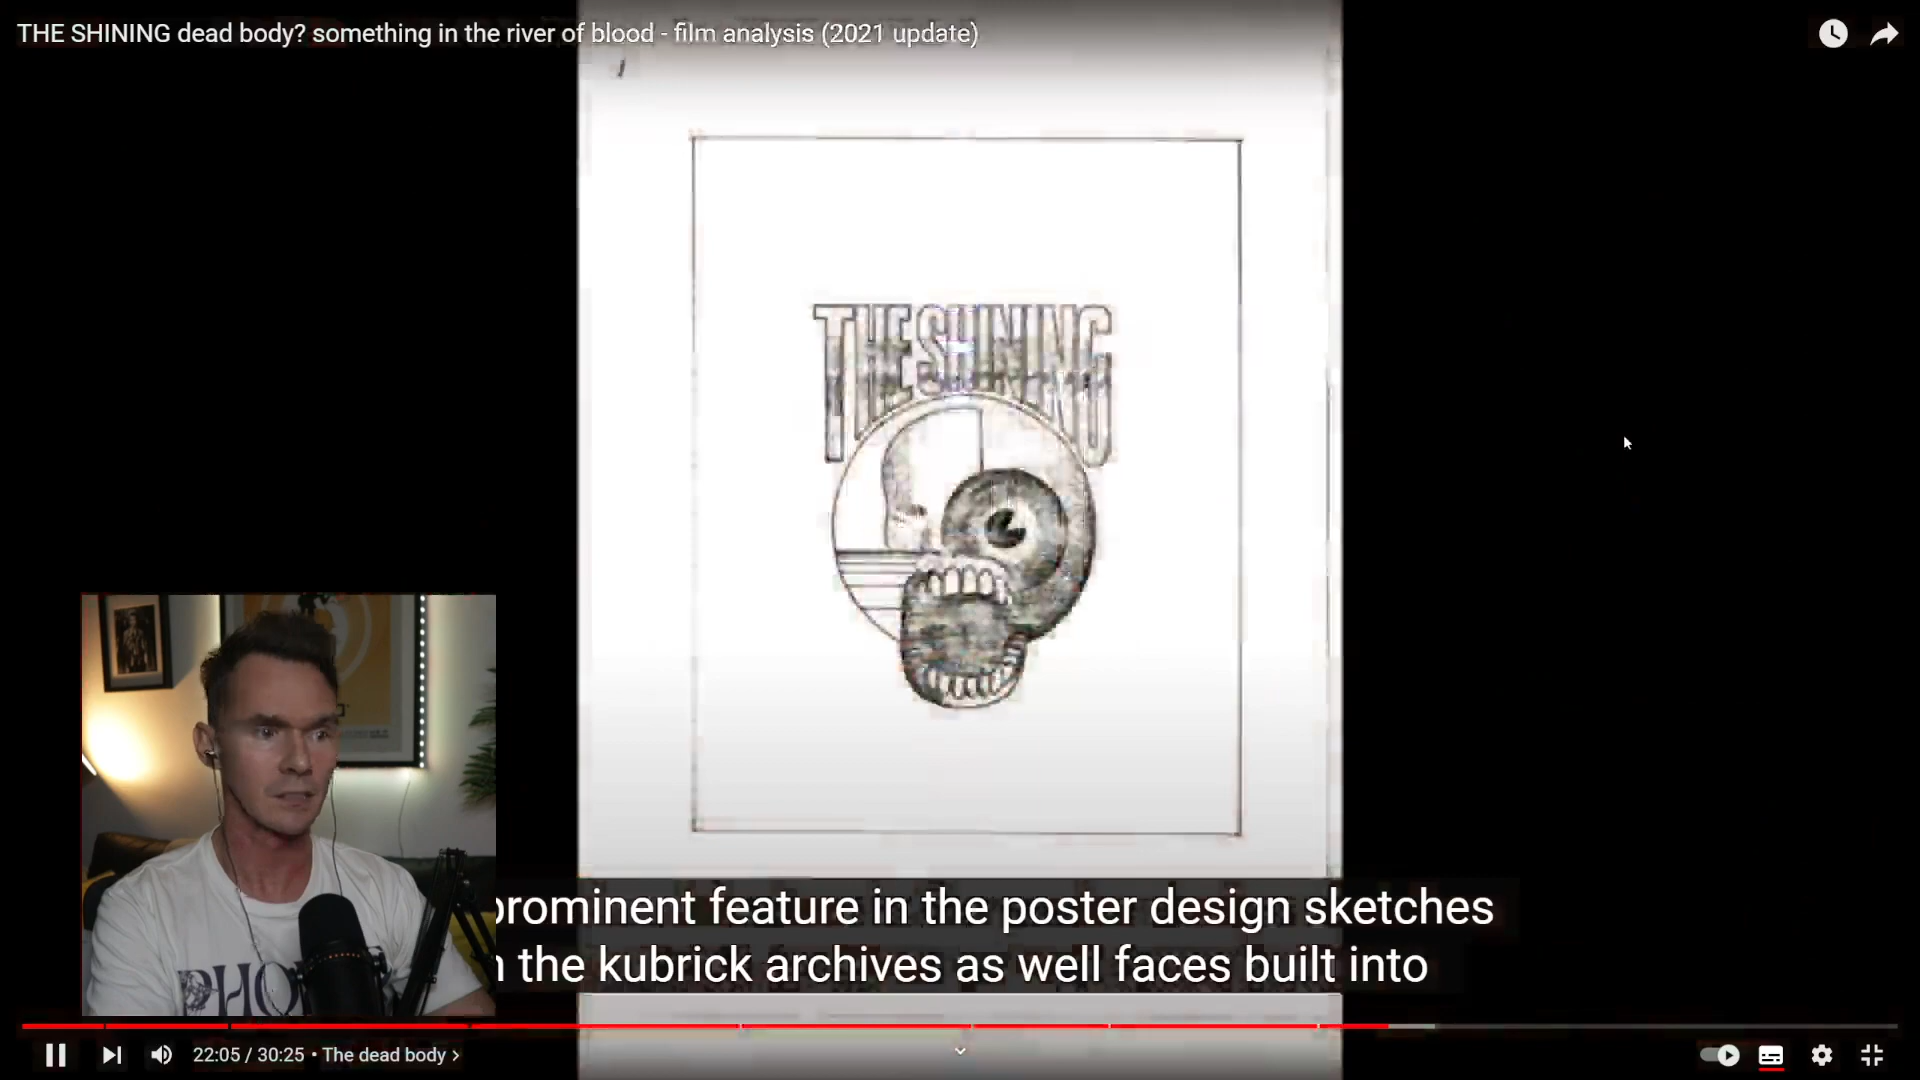 THE SHINING dead body? something in the river of blood - film analysis (2021 update)
THE SHINING
prominent feature in the poster design sketches
the kubrick archives as well faces built into
22:05 / 30:25 • The dead body ›